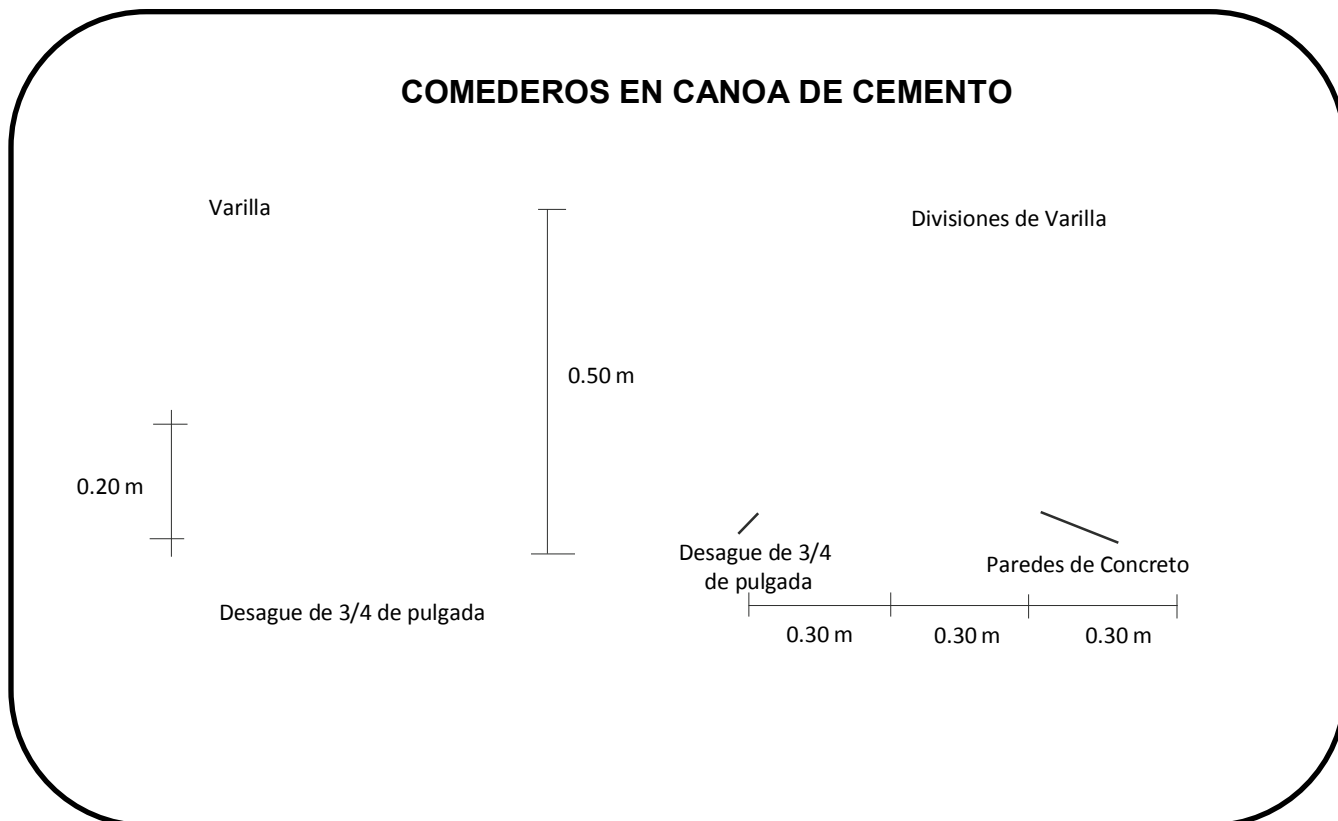 COMEDEROS EN CANOA DE CEMENTO
Varilla
Divisiones de Varilla
0.50 m
0.20 m
Desague de 3/4
de pulgada
Paredes de Concreto
Desague de 3/4 de pulgada
0.30 m
0.30 m
0.30 m